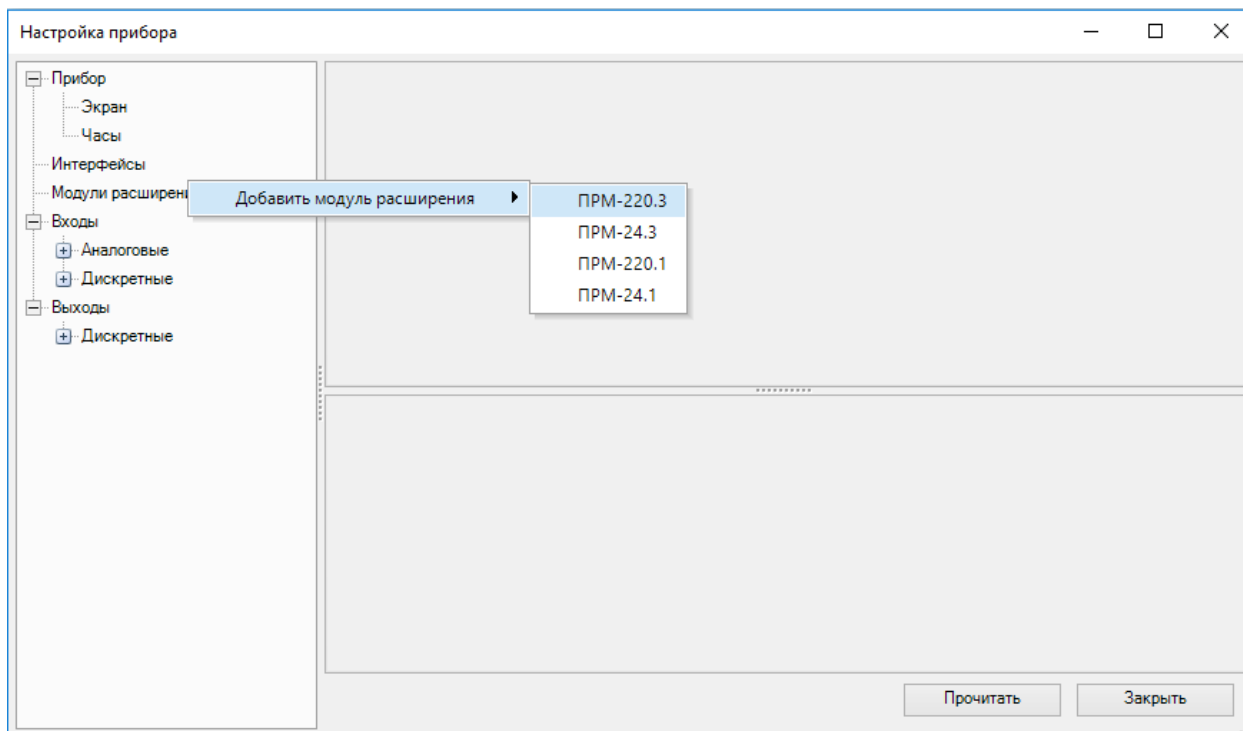 Настройка прибора
Прибор
Экран
Часы
Интерфейсы
Модули расширен
Входы
Аналоговые
Дискретные
Выходы
Дискретные
Добавить модуль расширения
ПРМ-220.3
ПРМ-24.3
ПРМ-220.1
ПРМ-24.1
Прочитать
Закрыть